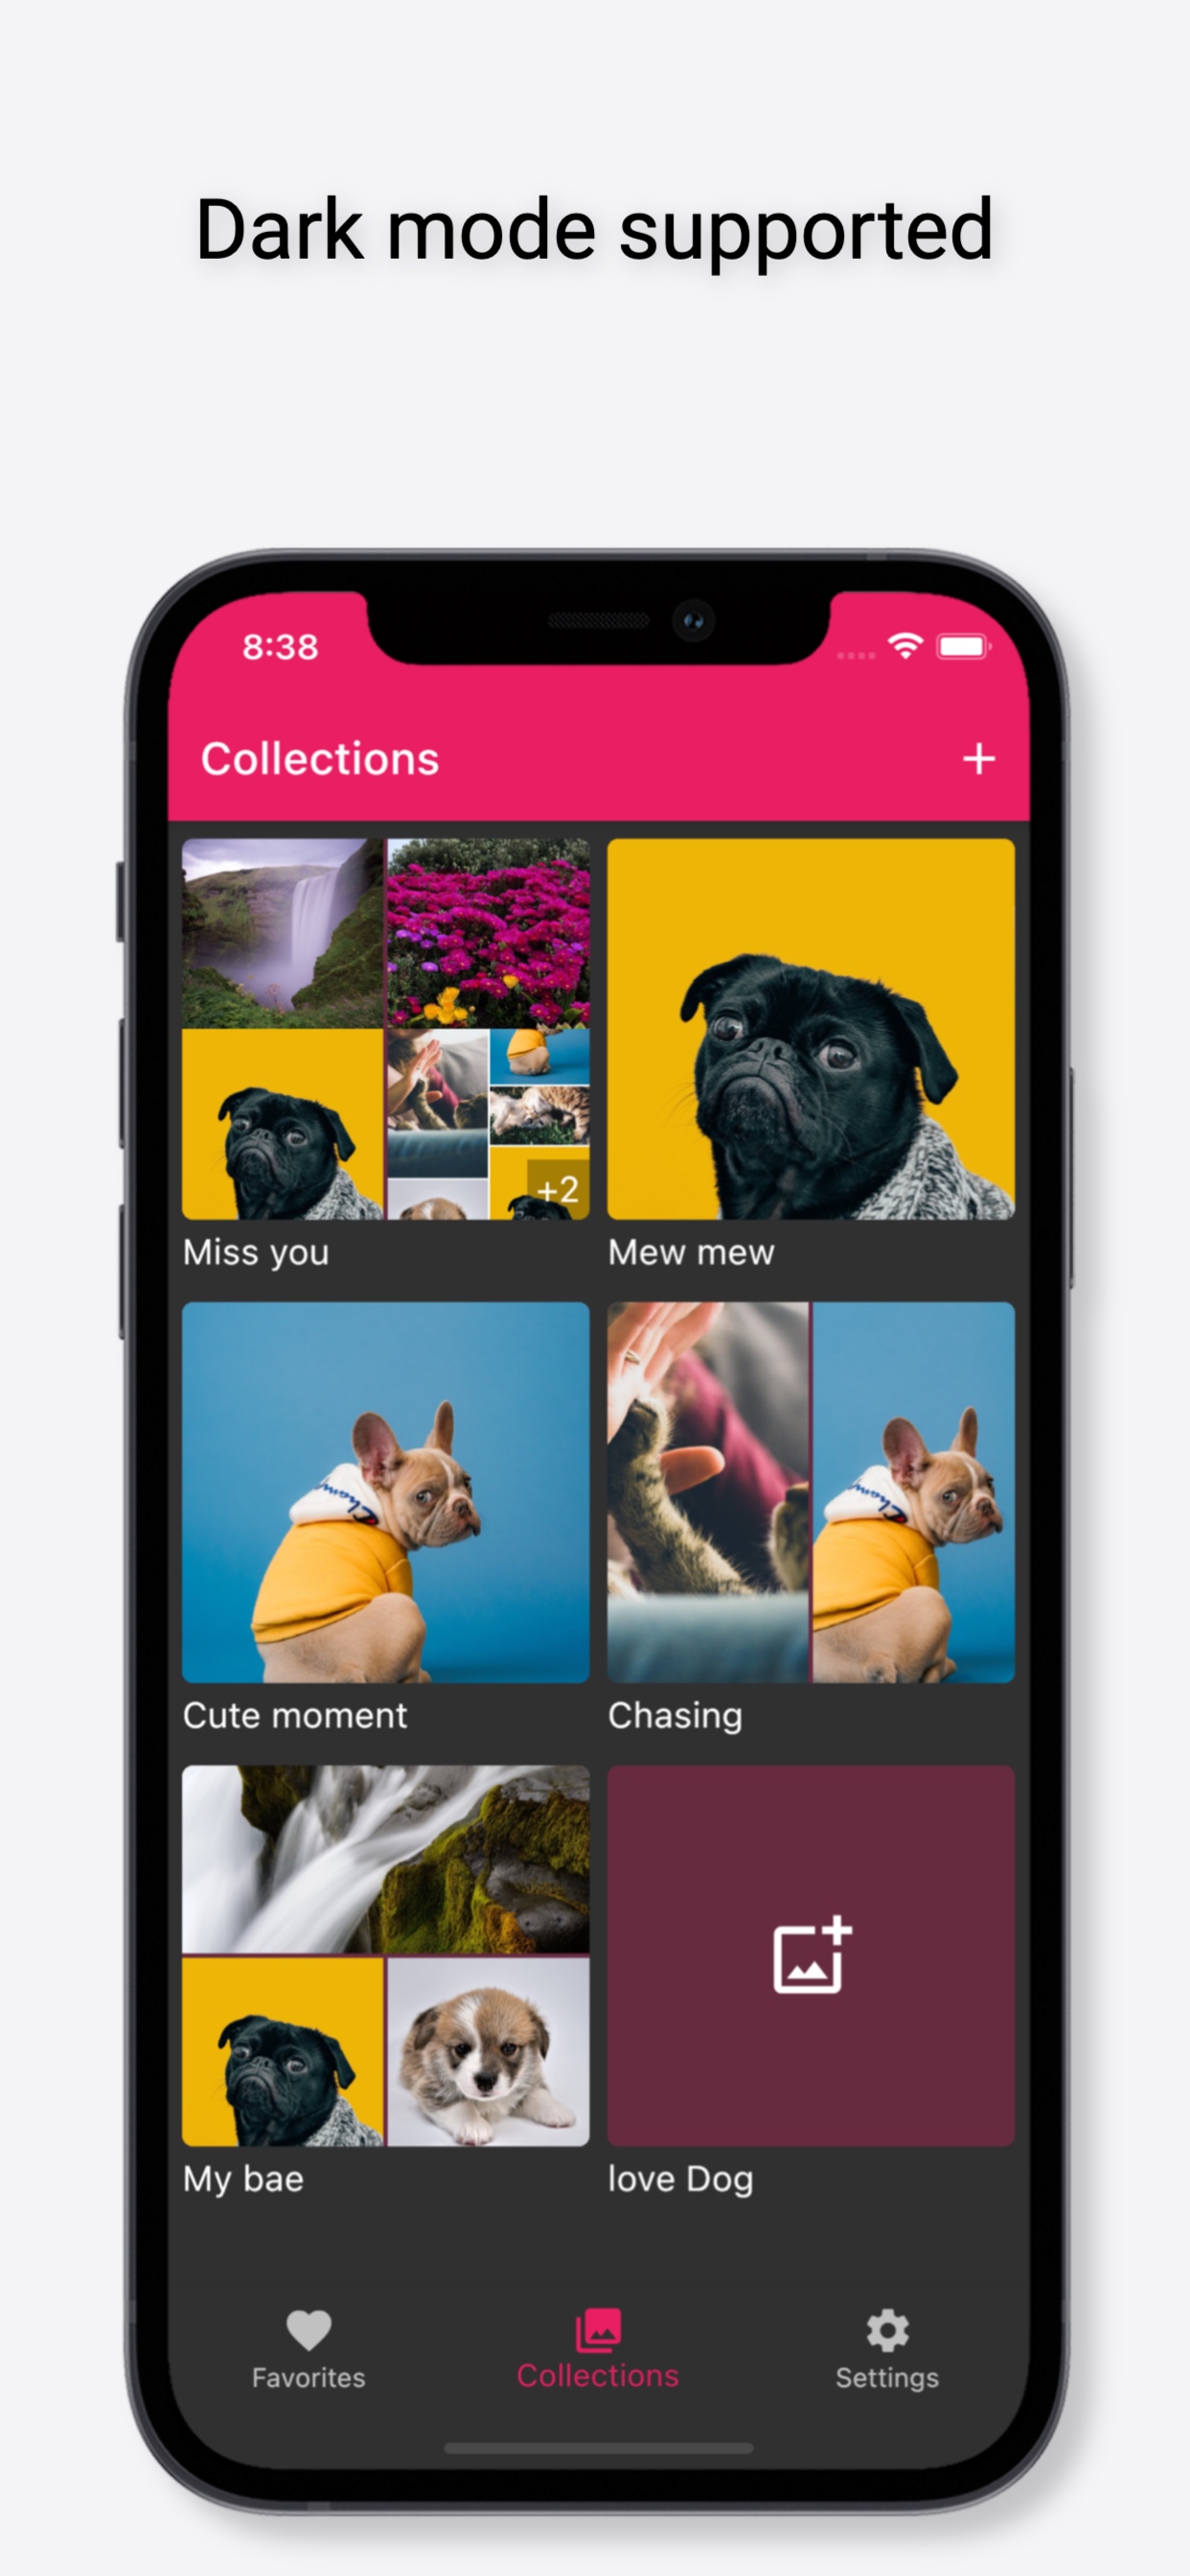 Dark mode supported
8:38
Collections
+2
Miss you
Mew mew
Champ
Cute moment
Chasing
My bae
love Dog
Favorites
Collections
Settings